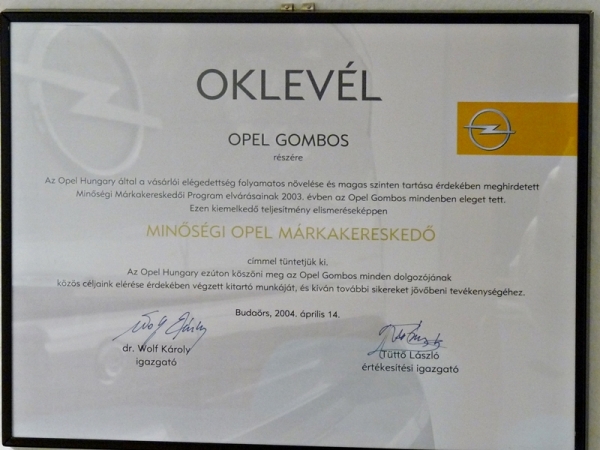 OKLEVÉL
OPEL GOMBOS
részére
Az Opel Hungary által a vásárlói elégedettség folyamatos növelése és magas szinten tartása érdekében meghirdetett
Minőségi Márkakereskedői Program elvárásainak 2003. évben az Opel Gombos mindenben eleget tett.
Ezen kiemelkedő teljesítmény elismeréseképpen
MINŐSÉGI OPEL MÁRKAKERESKEDŐ
címmel tüntetjük ki.
Az Opel Hungary ezúton köszöni meg az Opel Gombos minden dolgozójának
közös céljaink elérése érdekében végzett kitartó munkáját, és kíván további sikereket jövőbeni tevékenységéhez.
Budaörs, 2004. április 14.
dr. Wolf Károly
igazgató
Tüttő László
értékesítési igazgató